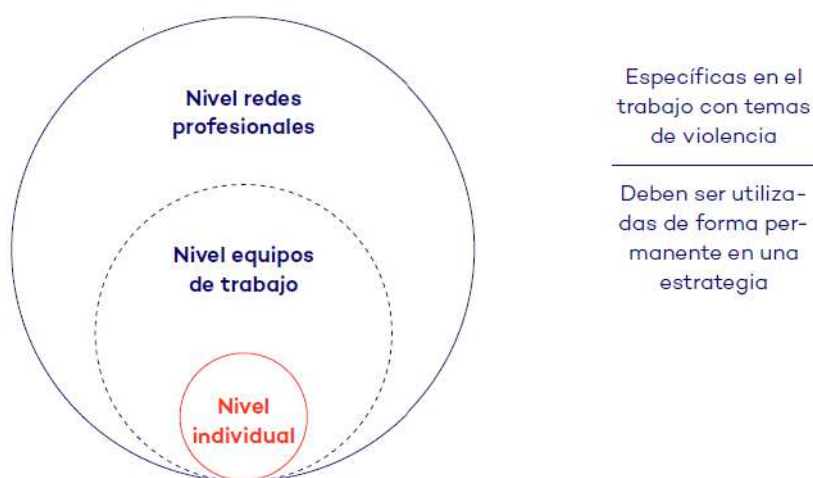 Nivel redes
profesionales
Nivel equipos
de trabajo
Nivel
individual
Específicas en el
trabajo con temas
de violencia
Deben ser utiliza-
das de forma per-
manente en una
estrategia